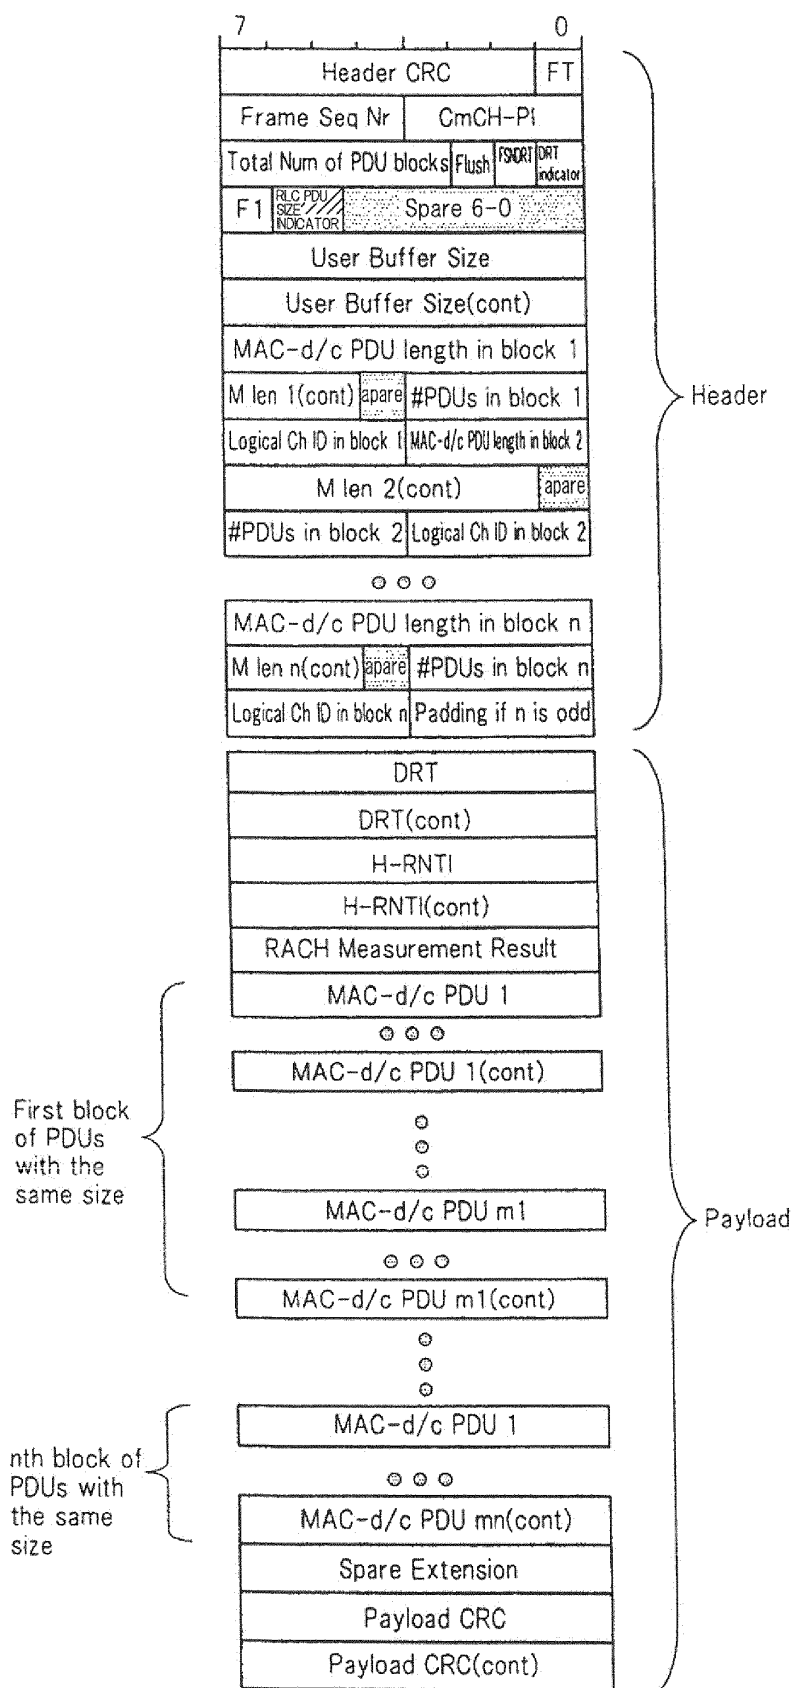 7 0
Header CRC FT
Frame Seq Nr CmCH-PI
Total Num of PDU blocks Flush FSNDRT DRT indicator
F1 RLC PDU SIZE INDICATOR Spare 6-0
User Buffer Size
User Buffer Size(cont)
MAC-d/c PDU length in block 1
M len 1(cont) apare #PDUs in block 1
Logical Ch ID in block 1 MAC-d/c PDU length in block 2
M len 2(cont) apare
#PDUs in block 2 Logical Ch ID in block 2
MAC-d/c PDU length in block n
M len n(cont) apare #PDUs in block n
Logical Ch ID in block n Padding if n is odd
Header
DRT
DRT(cont)
H-RNTI
H-RNTI(cont)
RACH Measurement Result
MAC-d/c PDU 1
MAC-d/c PDU 1(cont)
First block
of PDUs
with the
same size
MAC-d/c PDU m1
MAC-d/c PDU m1(cont)
Payload
MAC-d/c PDU 1
nth block of
PDUs with
the same
size
MAC-d/c PDU mn(cont)
Spare Extension
Payload CRC
Payload CRC(cont)